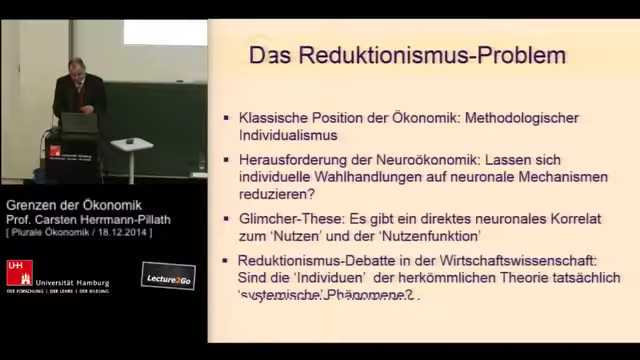 Das Reduktionismus-Problem
Klassische Position der Ökonomik: Methodologischer
Individualismus
Herausforderung der Neuroökonomik: Lassen sich
individuelle Wahlhandlungen auf neuronale Mechanismen
reduzieren?
Glimcher-These: Es gibt ein direktes neuronales Korrelat
zum ‘Nutzen’ und der ‘Nutzenfunktion’
Reduktionismus-Debatte in der Wirtschaftswissenschaft:
Sind die ‘Individuen’ der herkömmlichen Theorie tatsächlich
‘systemische’ Phänomene?
Grenzen der Ökonomik
Prof. Carsten Herrmann-Pillath
[ Plurale Ökonomik / 18.12.2014 ]
UH
Universität Hamburg
DER FORSCHUNG | DER LEHRE | DER BILDUNG
Lecture2Go